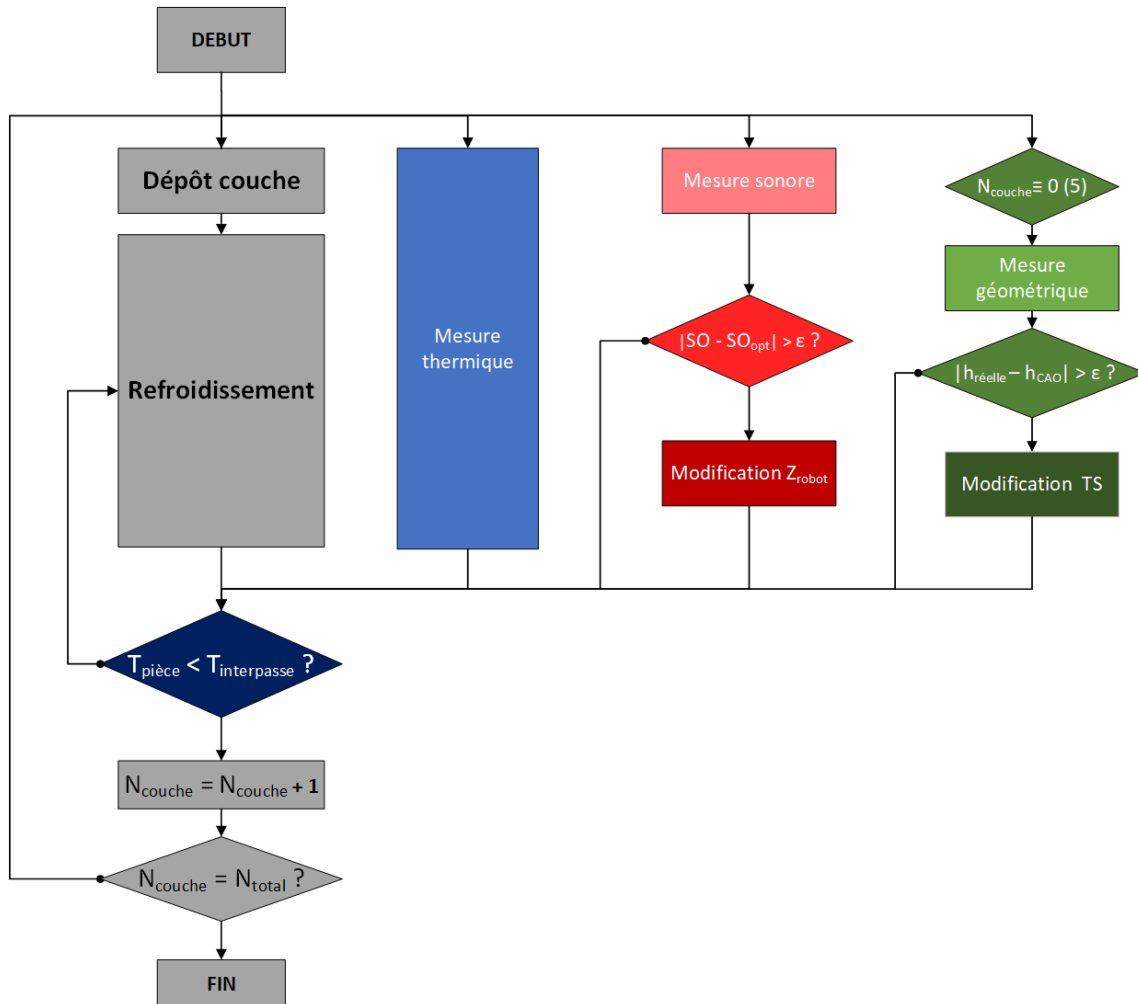 DEBUT
Dépôt couche
Refroidissement
Mesure
thermique
Mesure sonore
|SO - SOopt| > ε ?
Modification Zrobot
Ncouche≡ 0 (5)
Mesure
géométrique
|hréelle – hCAO| > ε ?
Modification TS
Tpièce < Tinterpasse ?
Ncouche = Ncouche + 1
Ncouche = Ntotal ?
FIN